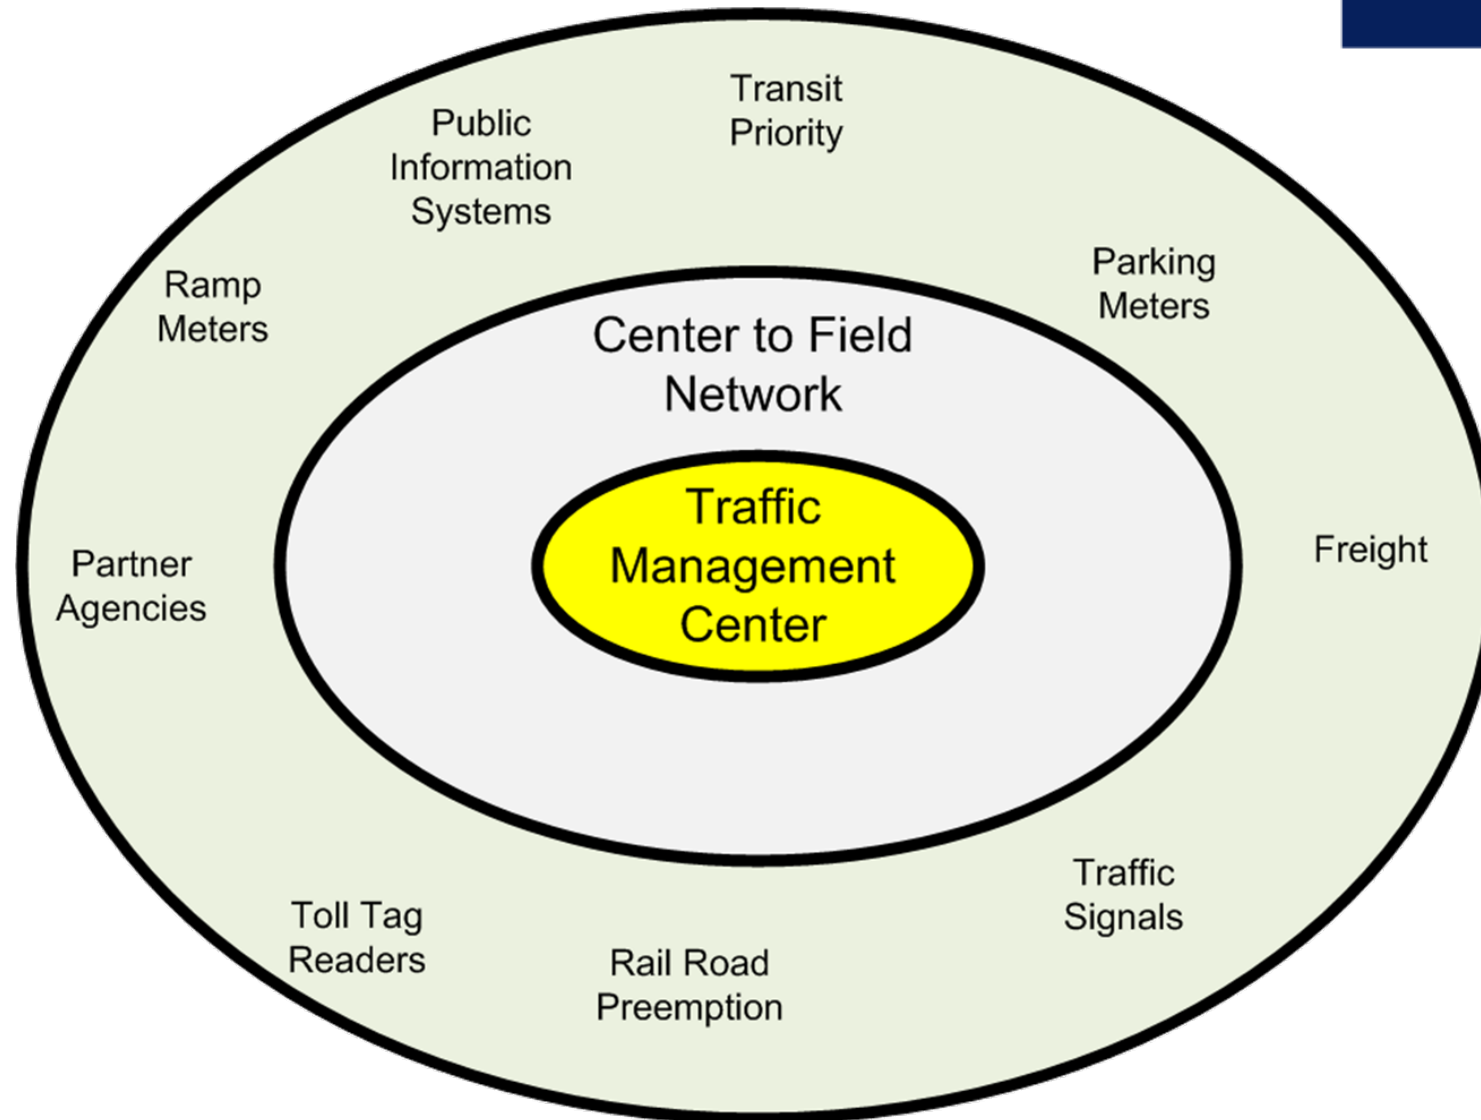 Transit
Priority
Public
Information
Systems
Parking
Meters
Ramp
Meters
Center to Field
Network
Traffic
Management
Center
Freight
Partner
Agencies
Traffic
Signals
Toll Tag
Readers
Rail Road
Preemption